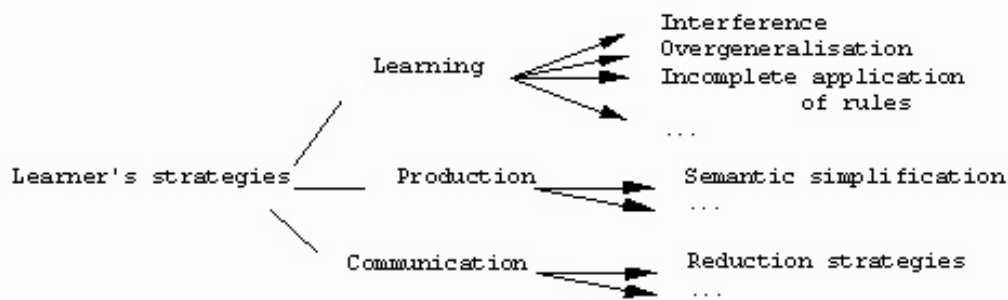 Interference
Overgeneralisation
Learning
Incomplete application
of rules
...
Learner's strategies
Production
Semantic simplification
...
Communication
Reduction strategies
...